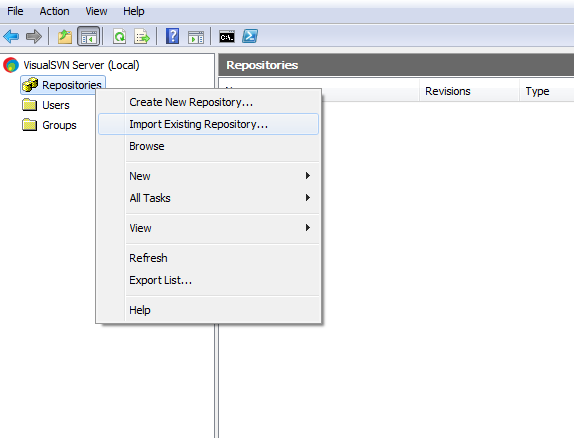 File Action View Help
VisualSVN Server (Local)
Repositories
Users
Groups
Repositories
Revisions Type
Create New Repository...
Import Existing Repository...
Browse
New
All Tasks
View
Refresh
Export List...
Help